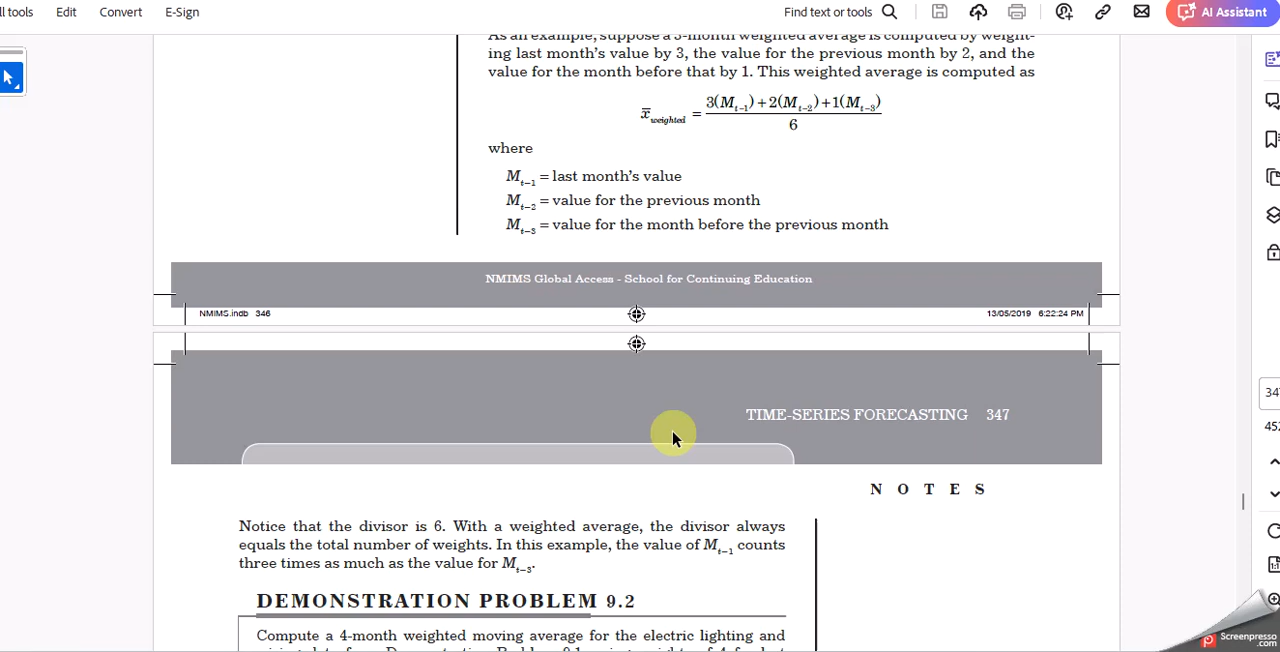 ll tools Edit Convert E-Sign Find text or tools AI Assistant
As an example, suppose a 3-month weighted average is computed by weight-
ing last month's value by 3, the value for the previous month by 2, and the
value for the month before that by 1. This weighted average is computed as
x̄weighted = 3(Mt–1) + 2(Mt–2) + 1(Mt–3) / 6
where
Mt–1 = last month's value
Mt–2 = value for the previous month
Mt–3 = value for the month before the previous month
NMIMS Global Access - School for Continuing Education
NMIMS.indb 346 13/05/2019 6:22:24 PM
TIME-SERIES FORECASTING 347
347
452
N O T E S
Notice that the divisor is 6. With a weighted average, the divisor always
equals the total number of weights. In this example, the value of Mt–1 counts
three times as much as the value for Mt–3.
DEMONSTRATION PROBLEM 9.2
Compute a 4-month weighted moving average for the electric lighting and
Screenpresso
.com